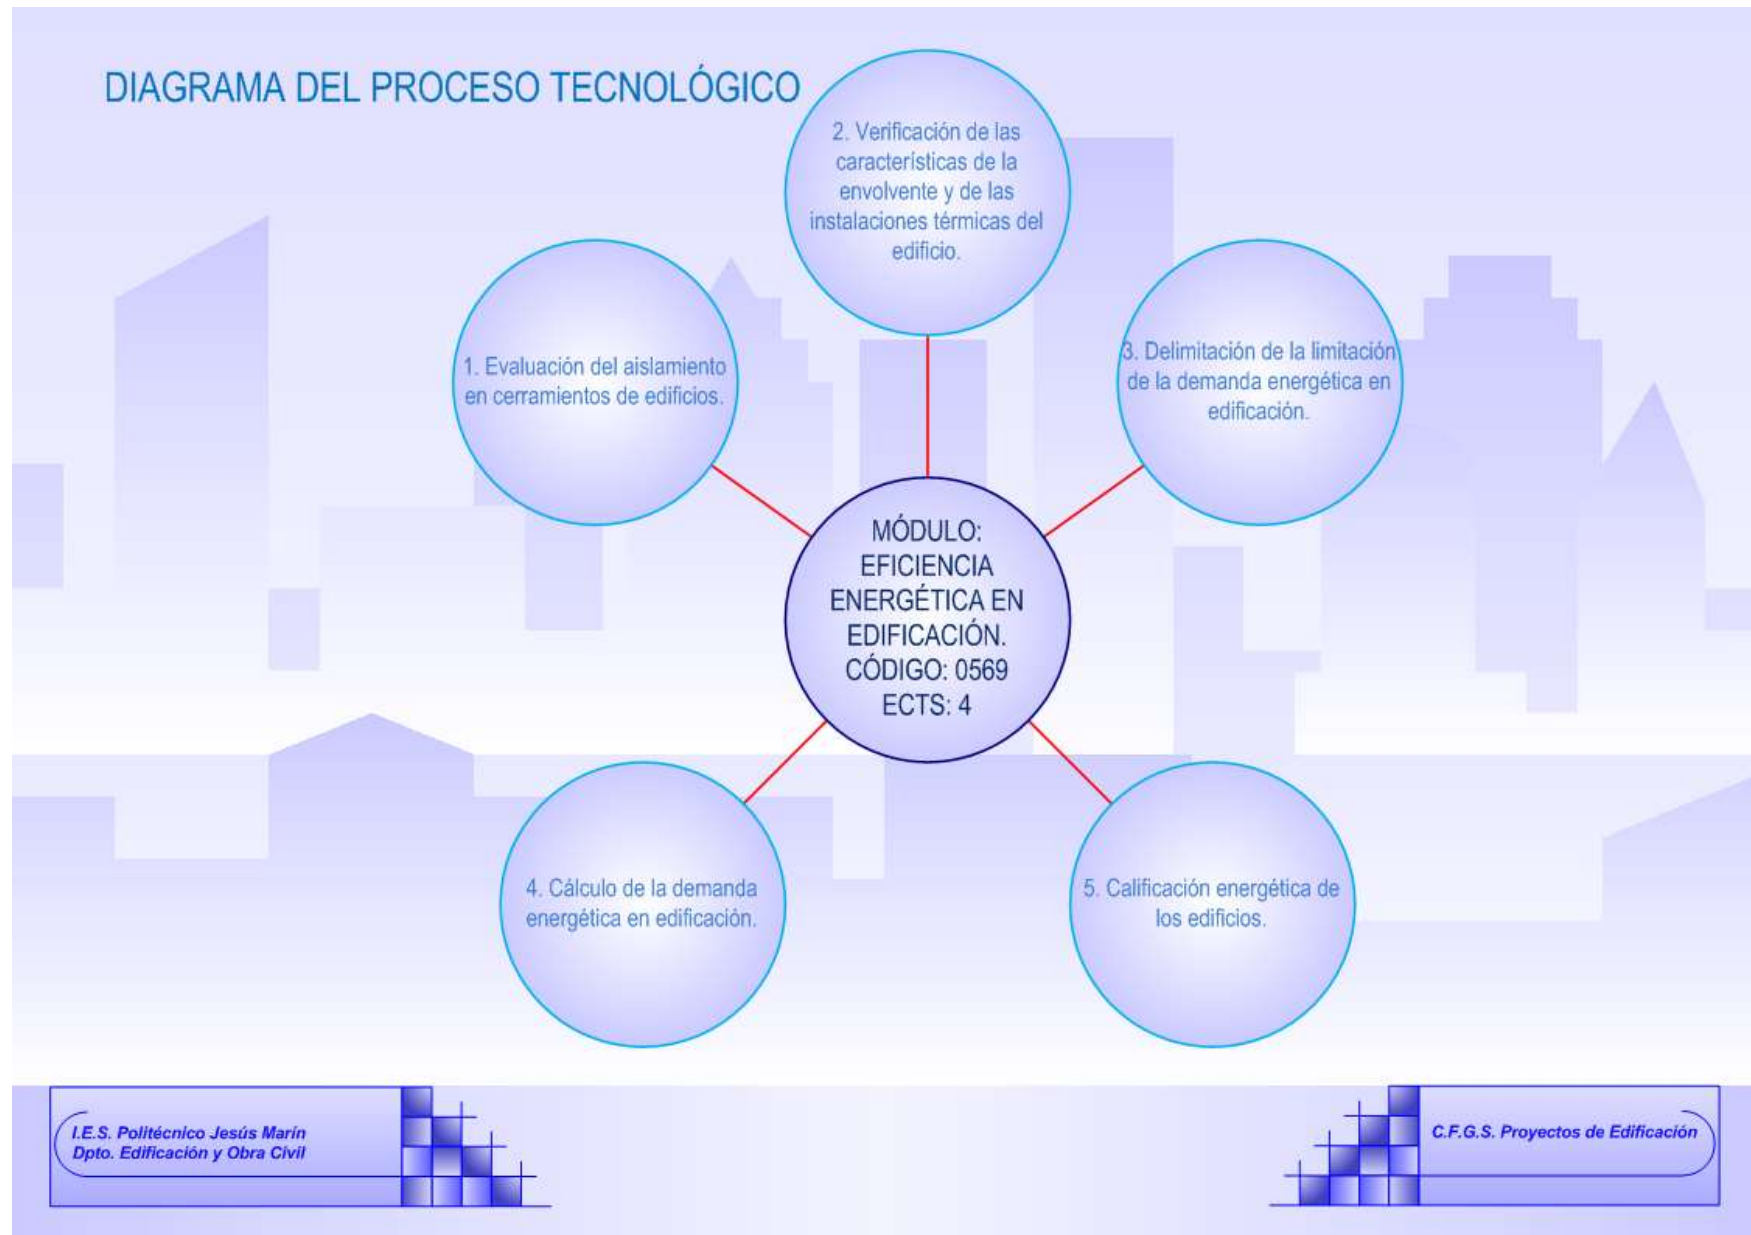 DIAGRAMA DEL PROCESO TECNOLÓGICO
2. Verificación de las
características de la
envolvente y de las
instalaciones térmicas del
edificio.
1. Evaluación del aislamiento
en cerramientos de edificios.
3. Delimitación de la limitación
de la demanda energética en
edificación.
MÓDULO:
EFICIENCIA
ENERGÉTICA EN
EDIFICACIÓN.
CÓDIGO: 0569
ECTS: 4
4. Cálculo de la demanda
energética en edificación.
5. Calificación energética de
los edificios.
I.E.S. Politécnico Jesús Marín
Dpto. Edificación y Obra Civil
C.F.G.S. Proyectos de Edificación